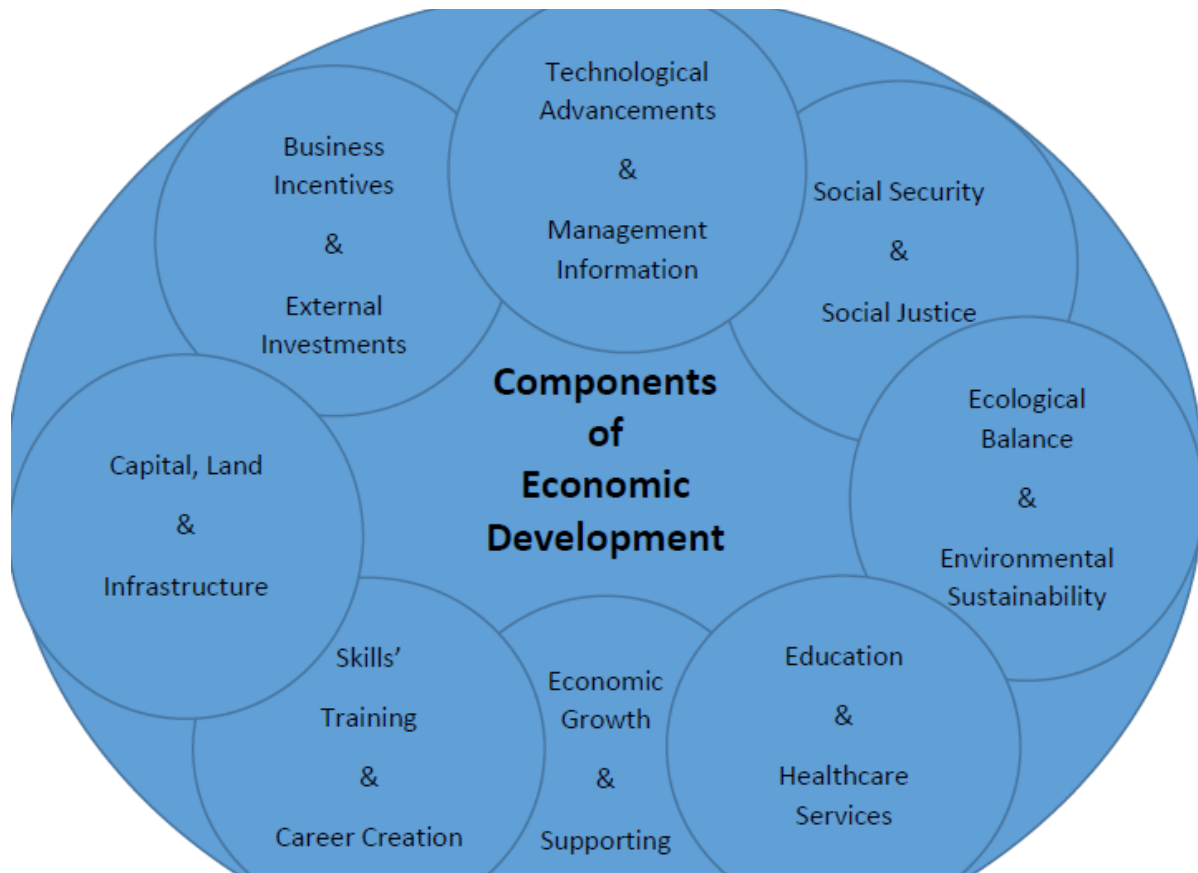 Technological
Advancements
&
Management
Information
Business
Incentives
&
External
Investments
Social Security
&
Social Justice
Components
of
Economic
Development
Ecological
Balance
&
Environmental
Sustainability
Capital, Land
&
Infrastructure
Skills’
Training
&
Career Creation
Economic
Growth
&
Supporting
Education
&
Healthcare
Services